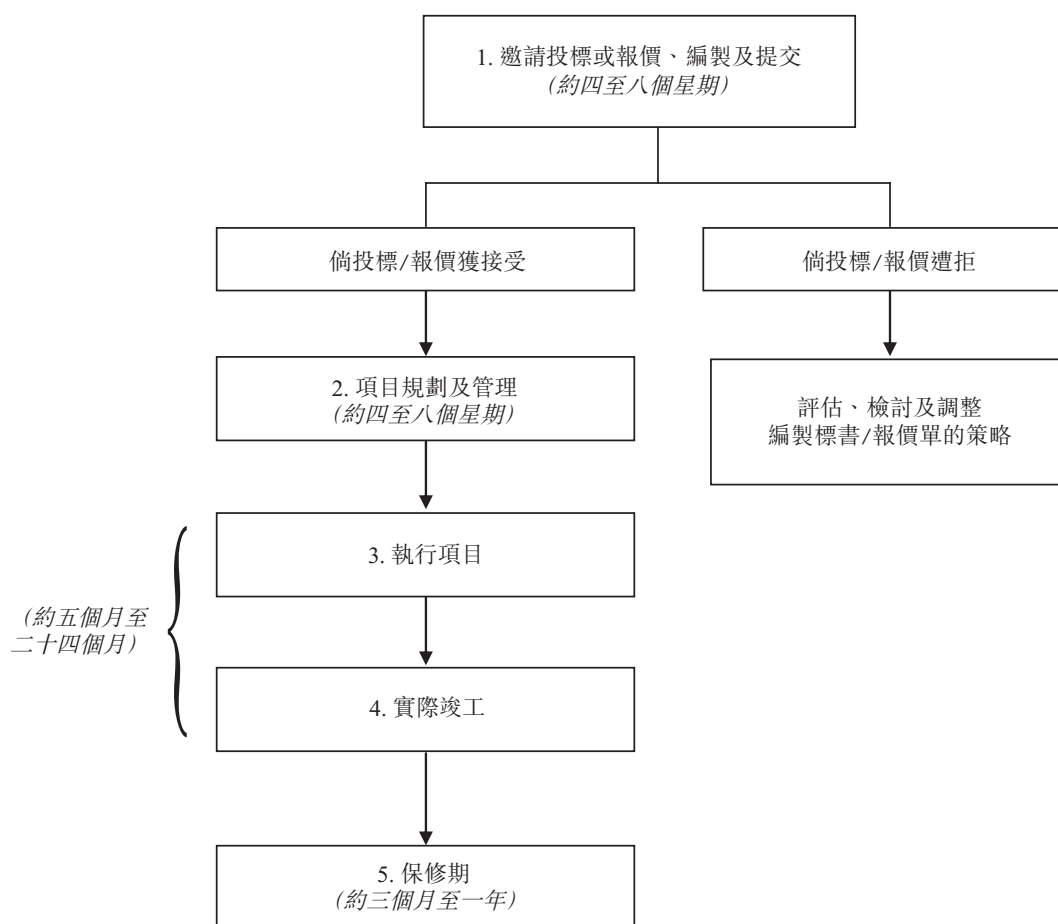 1. 邀請投標或報價、編製及提交
(約四至八個星期)
倘投標/報價獲接受
倘投標/報價遭拒
2. 項目規劃及管理
(約四至八個星期)
評估、檢討及調整
編製標書/報價單的策略
3. 執行項目
(約五個月至
二十四個月)
4. 實際竣工
5. 保修期
(約三個月至一年)